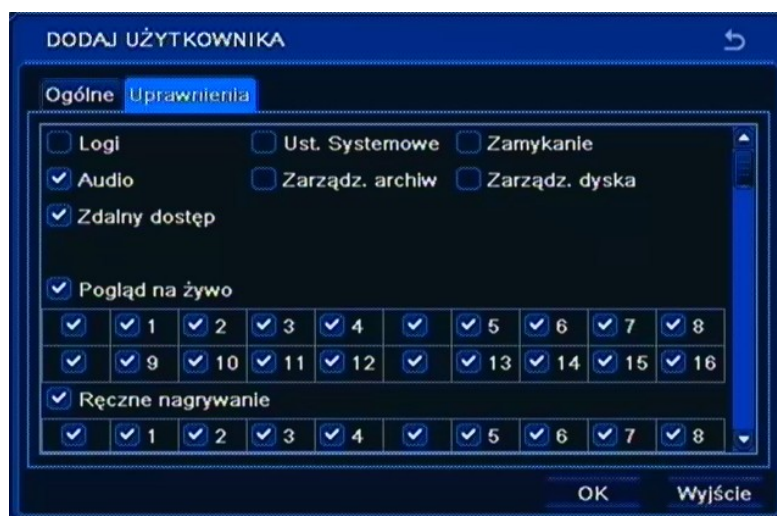 DODAJ UŻYTKOWNIKA
Ogólne Uprawnienia
Logi Ust. Systemowe Zamykanie
Audio Zarządz. archiw Zarządz. dyska
Zdalny dostęp
Pogląd na żywo
1 2 3 4 5 6 7 8
9 10 11 12 13 14 15 16
Ręczne nagrywanie
1 2 3 4 5 6 7 8
OK Wyjście